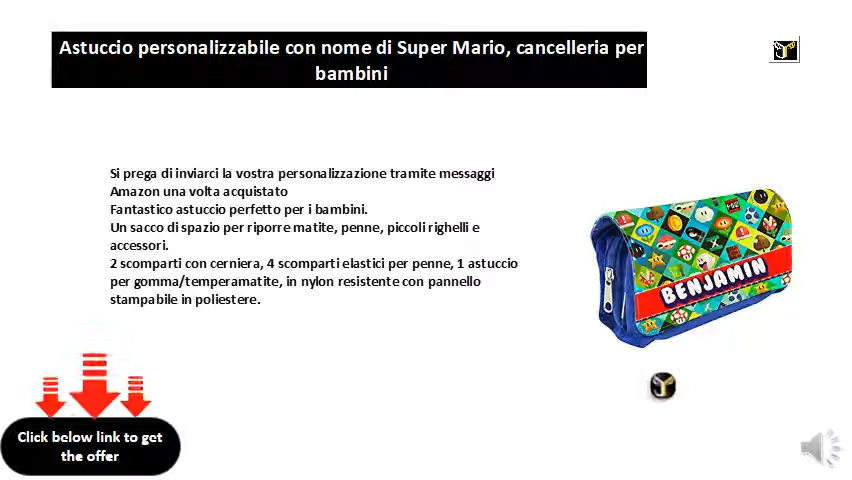 Astuccio personalizzabile con nome di Super Mario, cancelleria per
bambini
Si prega di inviarci la vostra personalizzazione tramite messaggi
Amazon una volta acquistato
Fantastico astuccio perfetto per i bambini.
Un sacco di spazio per riporre matite, penne, piccoli righelli e
accessori.
2 scomparti con cerniera, 4 scomparti elastici per penne, 1 astuccio
per gomma/temperamatite, in nylon resistente con pannello
stampabile in poliestere.
BENJAMIN
Click below link to get
the offer